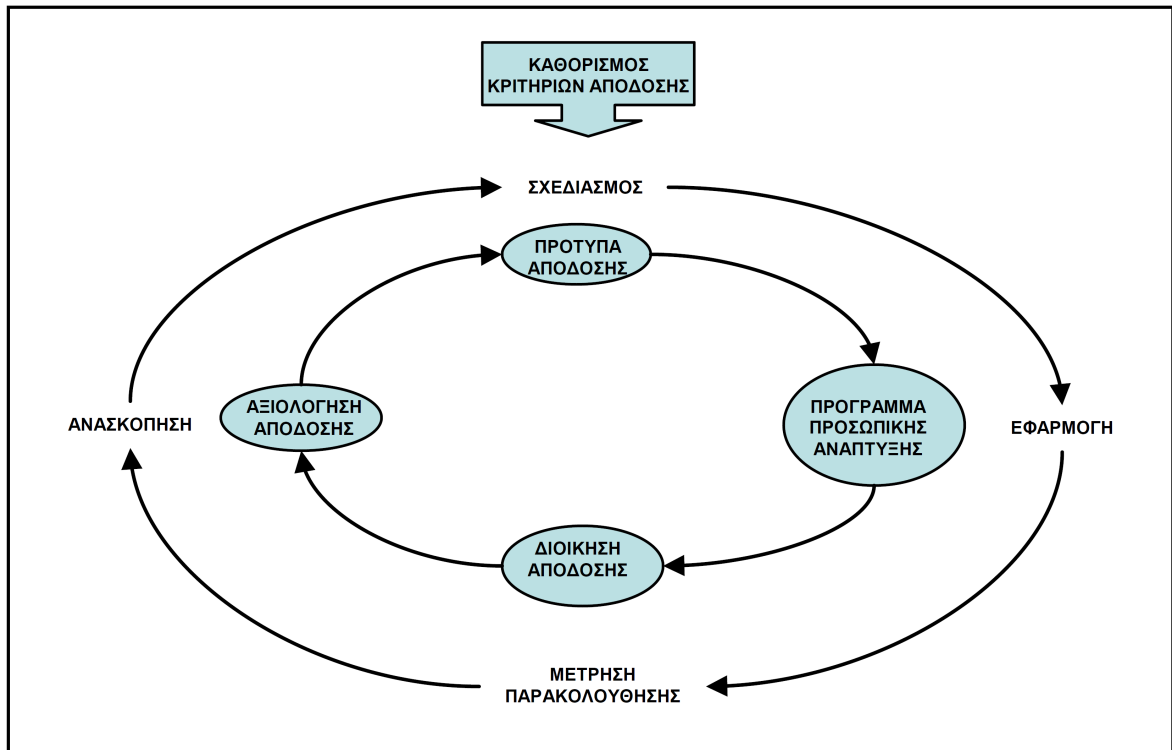 ΚΑΘΟΡΙΣΜΟΣ
ΚΡΙΤΗΡΙΩΝ ΑΠΟΔΟΣΗΣ
ΣΧΕΔΙΑΣΜΟΣ
ΠΡΟΤΥΠΑ
ΑΠΟΔΟΣΗΣ
ΑΝΑΣΚΟΠΗΣΗ
ΑΞΙΟΛΟΓΗΣΗ
ΑΠΟΔΟΣΗΣ
ΠΡΟΓΡΑΜΜΑ
ΠΡΟΣΩΠΙΚΗΣ
ΑΝΑΠΤΥΞΗΣ
ΕΦΑΡΜΟΓΗ
ΔΙΟΙΚΗΣΗ
ΑΠΟΔΟΣΗΣ
ΜΕΤΡΗΣΗ
ΠΑΡΑΚΟΛΟΥΘΗΣΗΣ